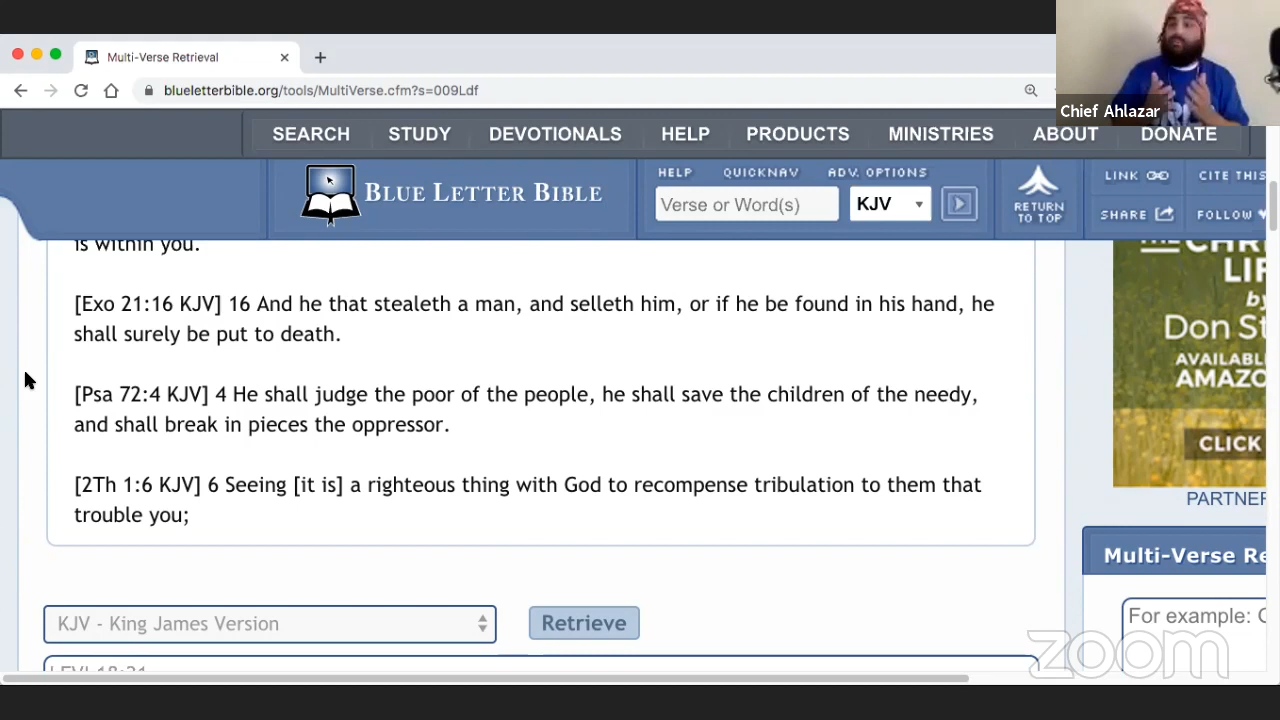 Multi-Verse Retrieval
blueletterbible.org/tools/MultiVerse.cfm?s=009Ldf
Chief Ahlazar
SEARCH STUDY DEVOTIONALS HELP PRODUCTS MINISTRIES ABOUT DONATE
BLUE LETTER BIBLE
HELP QUICKNAV ADV. OPTIONS
Verse or Word(s)
KJV
RETURN
TO TOP
LINK CITE THIS
SHARE FOLLOW
is within you.
[Exo 21:16 KJV] 16 And he that stealeth a man, and selleth him, or if he be found in his hand, he
shall surely be put to death.
[Psa 72:4 KJV] 4 He shall judge the poor of the people, he shall save the children of the needy,
and shall break in pieces the oppressor.
[2Th 1:6 KJV] 6 Seeing [it is] a righteous thing with God to recompense tribulation to them that
trouble you;
KJV - King James Version
Retrieve
THE
CHRI
LIF
by
Don St
AVAILABL
AMAZO
CLICK
PARTNER
Multi-Verse Re
For example: C
zoom